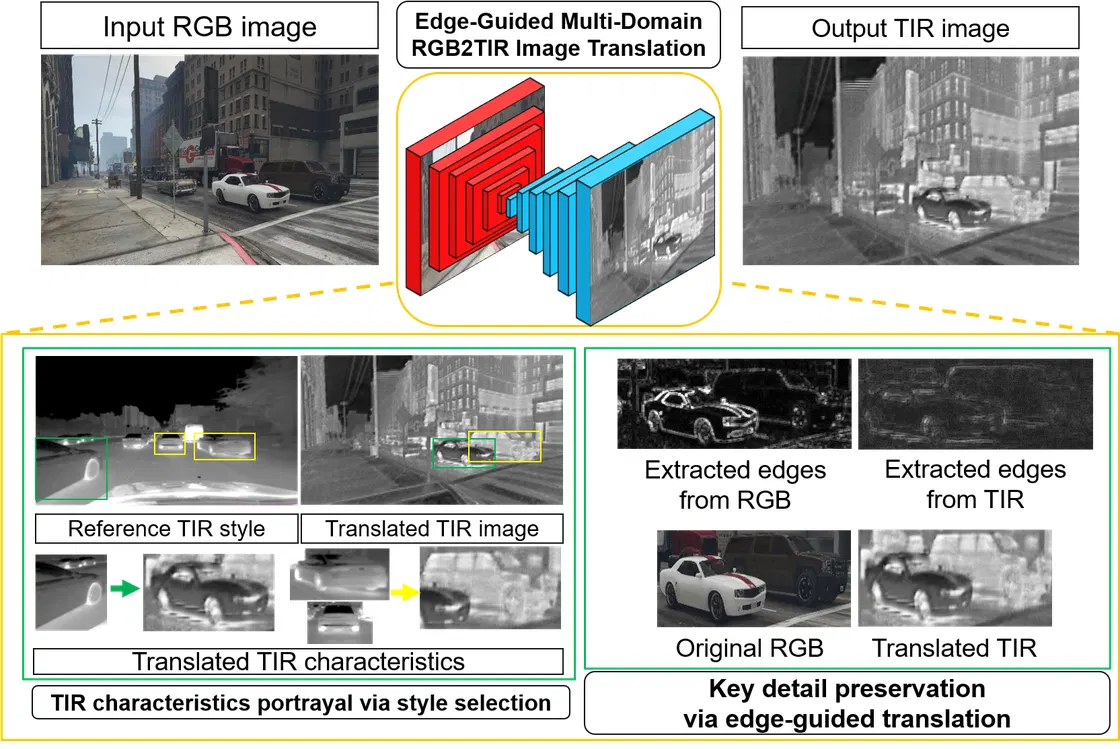 Input RGB image
Edge-Guided Multi-Domain
RGB2TIR Image Translation
Output TIR image
Reference TIR style
Translated TIR image
Translated TIR characteristics
TIR characteristics portrayal via style selection
Extracted edges
from RGB
Extracted edges
from TIR
Original RGB
Translated TIR
Key detail preservation
via edge-guided translation